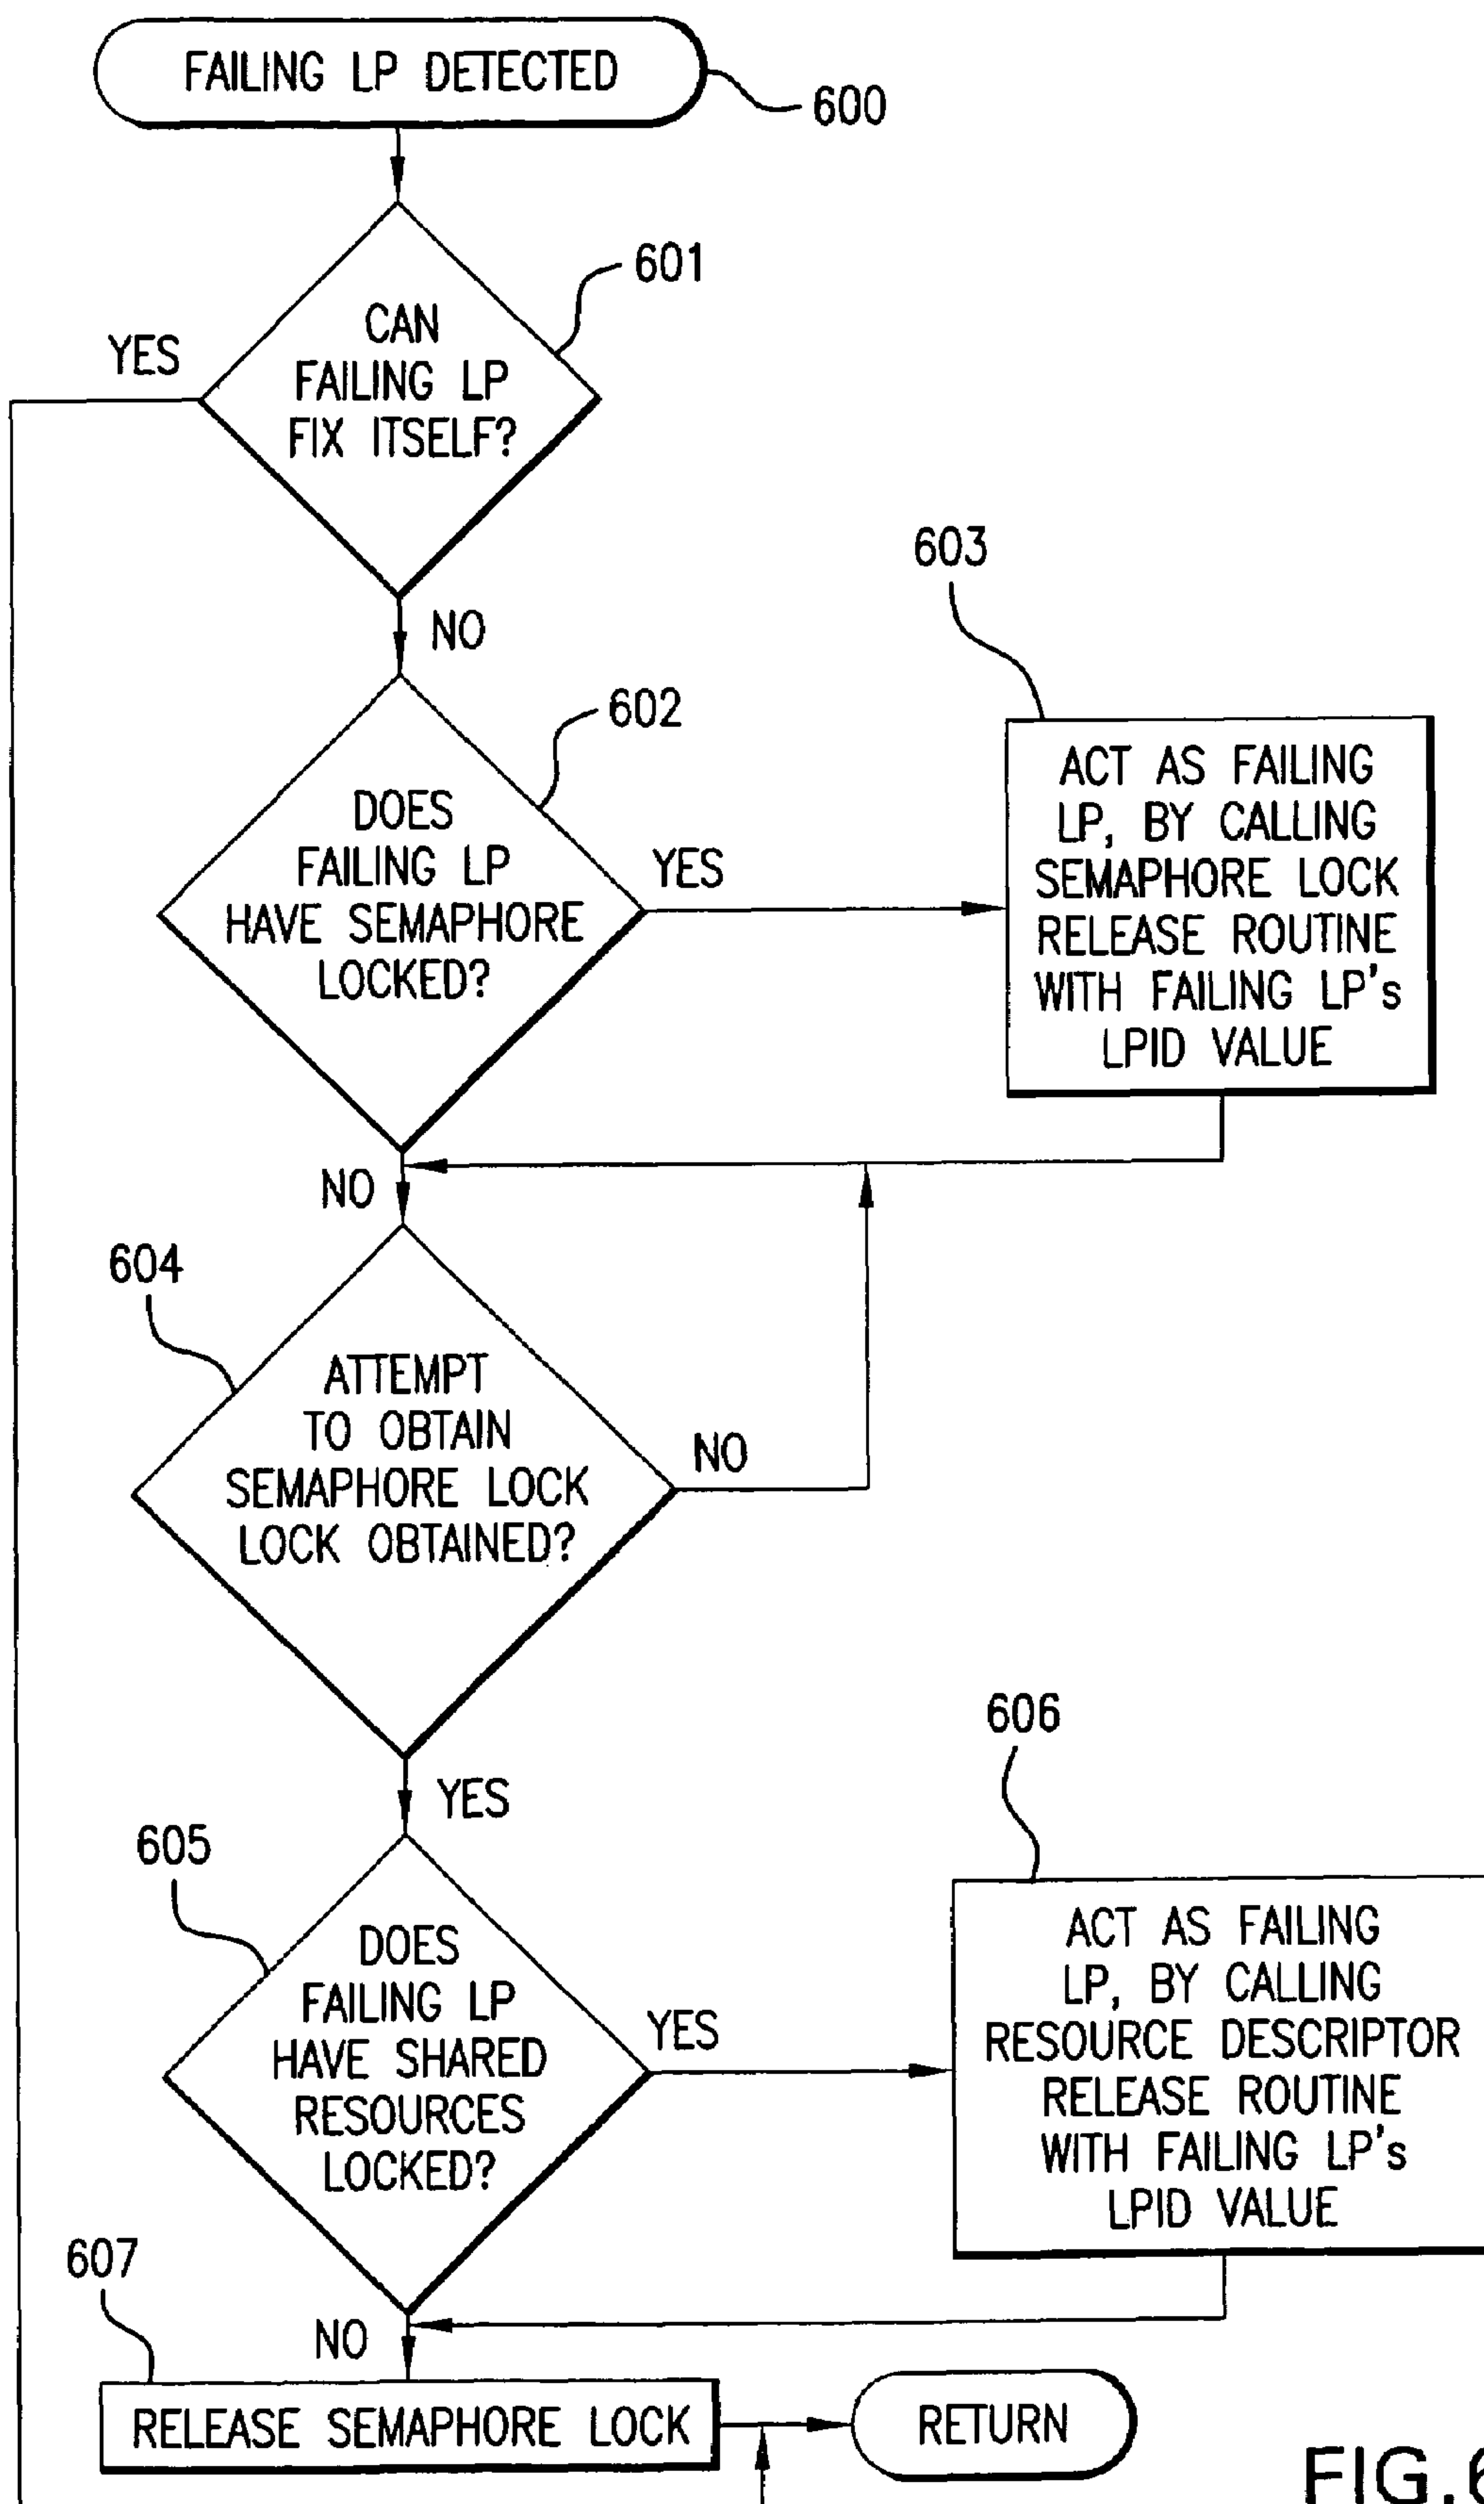 FAILING LP DETECTED
600
601
CAN
FAILING LP
FIX ITSELF?
YES
NO
602
603
DOES
FAILING LP
HAVE SEMAPHORE
LOCKED?
YES
ACT AS FAILING
LP, BY CALLING
SEMAPHORE LOCK
RELEASE ROUTINE
WITH FAILING LP's
LPID VALUE
NO
604
ATTEMPT
TO OBTAIN
SEMAPHORE LOCK
LOCK OBTAINED?
NO
YES
605
606
DOES
FAILING LP
HAVE SHARED
RESOURCES
LOCKED?
YES
ACT AS FAILING
LP, BY CALLING
RESOURCE DESCRIPTOR
RELEASE ROUTINE
WITH FAILING LP's
LPID VALUE
607
NO
RELEASE SEMAPHORE LOCK
RETURN
FIG.6